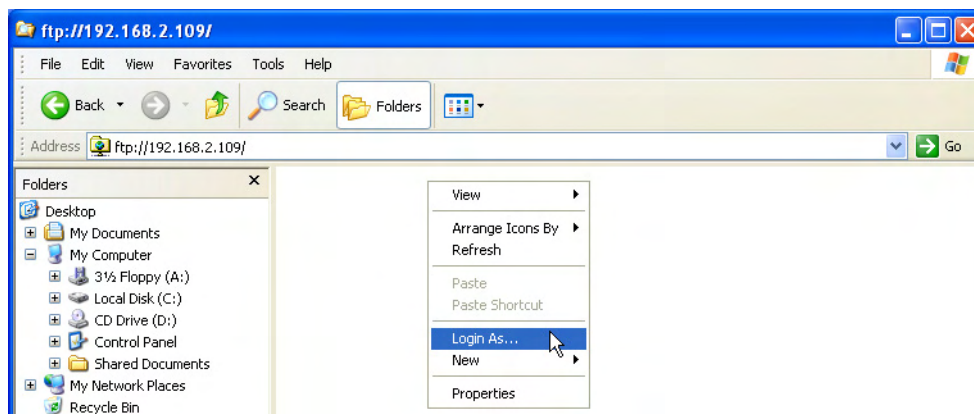 ftp://192.168.2.109/
File Edit View Favorites Tools Help
Back Search Folders
Address ftp://192.168.2.109/ Go
Folders
Desktop
My Documents
My Computer
3½ Floppy (A:)
Local Disk (C:)
CD Drive (D:)
Control Panel
Shared Documents
My Network Places
Recycle Bin
View
Arrange Icons By
Refresh
Paste
Paste Shortcut
Login As...
New
Properties